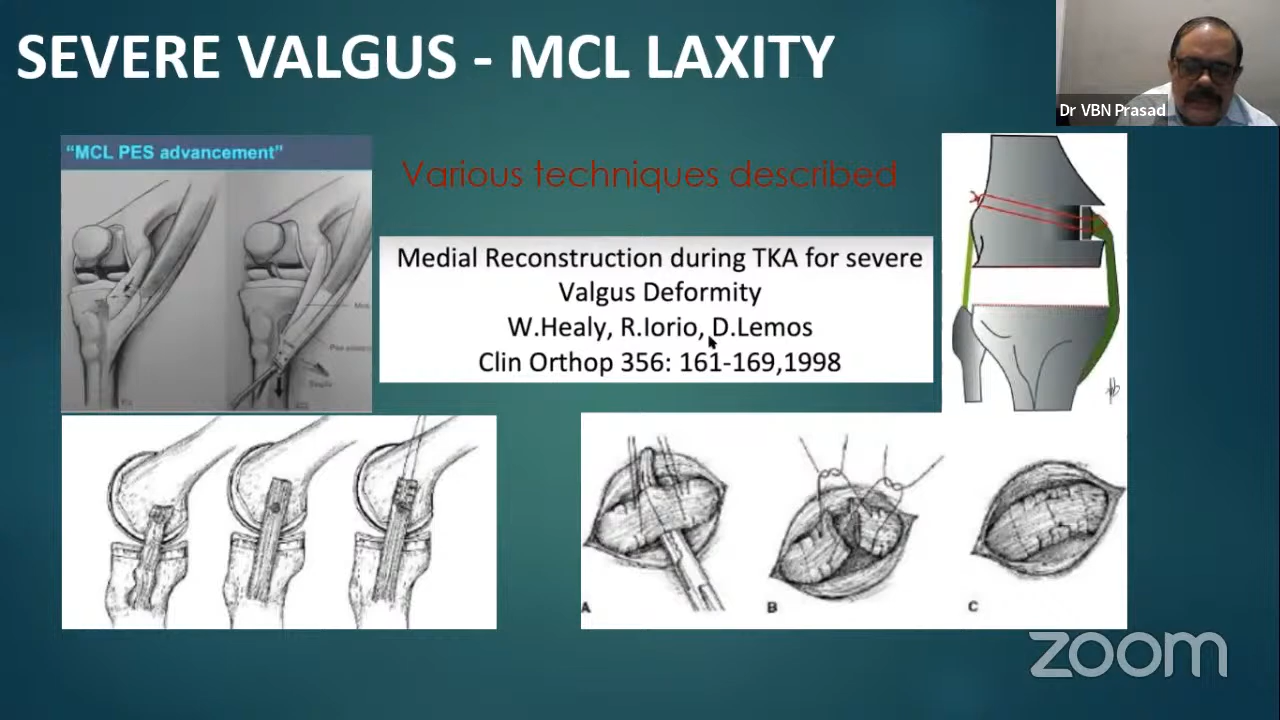 SEVERE VALGUS - MCL LAXITY
Dr VBN Prasad
"MCL PES advancement"
Various techniques described
Medial Reconstruction during TKA for severe
Valgus Deformity
W.Healy, R.Iorio, D.Lemos
Clin Orthop 356: 161-169,1998
Staple
A
B
C
zoom